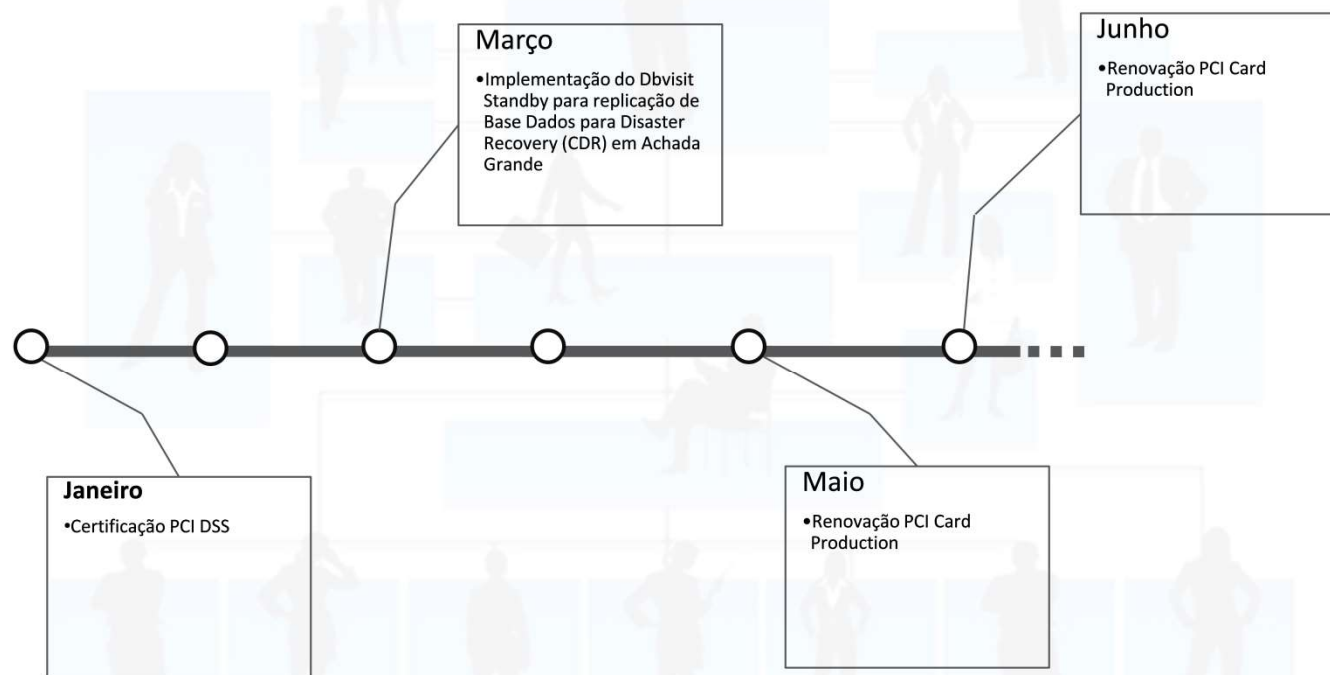 Março
•Implementação do Dbvisit
Standby para replicação de
Base Dados para Disaster
Recovery (CDR) em Achada
Grande
Junho
•Renovação PCI Card
Production
Janeiro
•Certificação PCI DSS
Maio
•Renovação PCI Card
Production